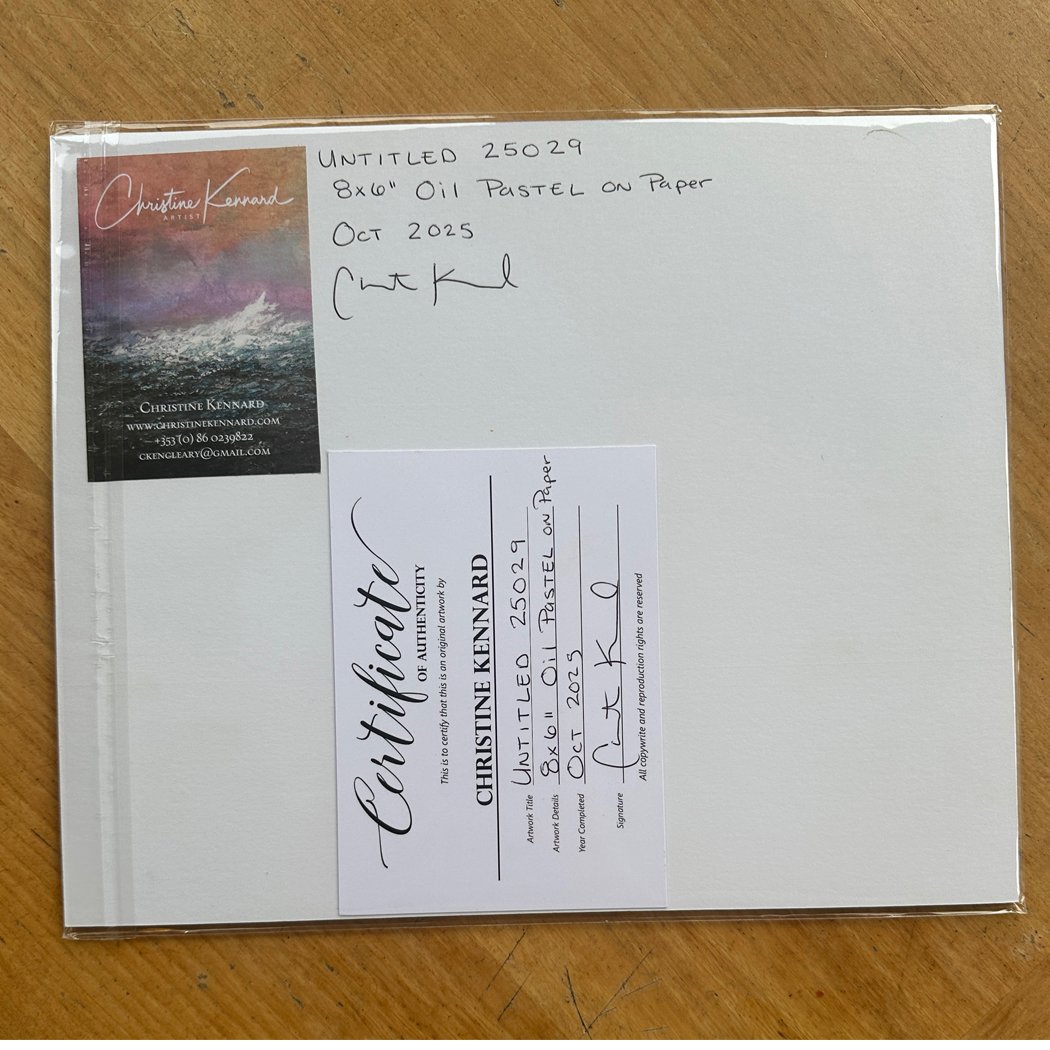 Christine Kennard
ARTIST
CHRISTINE KENNARD
WWW.CHRISTINEKENNARD.COM
+353 (0) 86 0239822
CKENGLEARY@GMAIL.COM
UNTITLED 25029
8x6" Oil PASTEL ON Paper
OCT 2025
Certificate
OF AUTHENTICITY
This is to certify that this is an original artwork by
CHRISTINE KENNARD
Artwork Title UNTITLED 25029
Artwork Details 8x6" Oil PASTEL ON Paper
Year Completed OCT 2025
Signature
All copywrite and reproduction rights are reserved